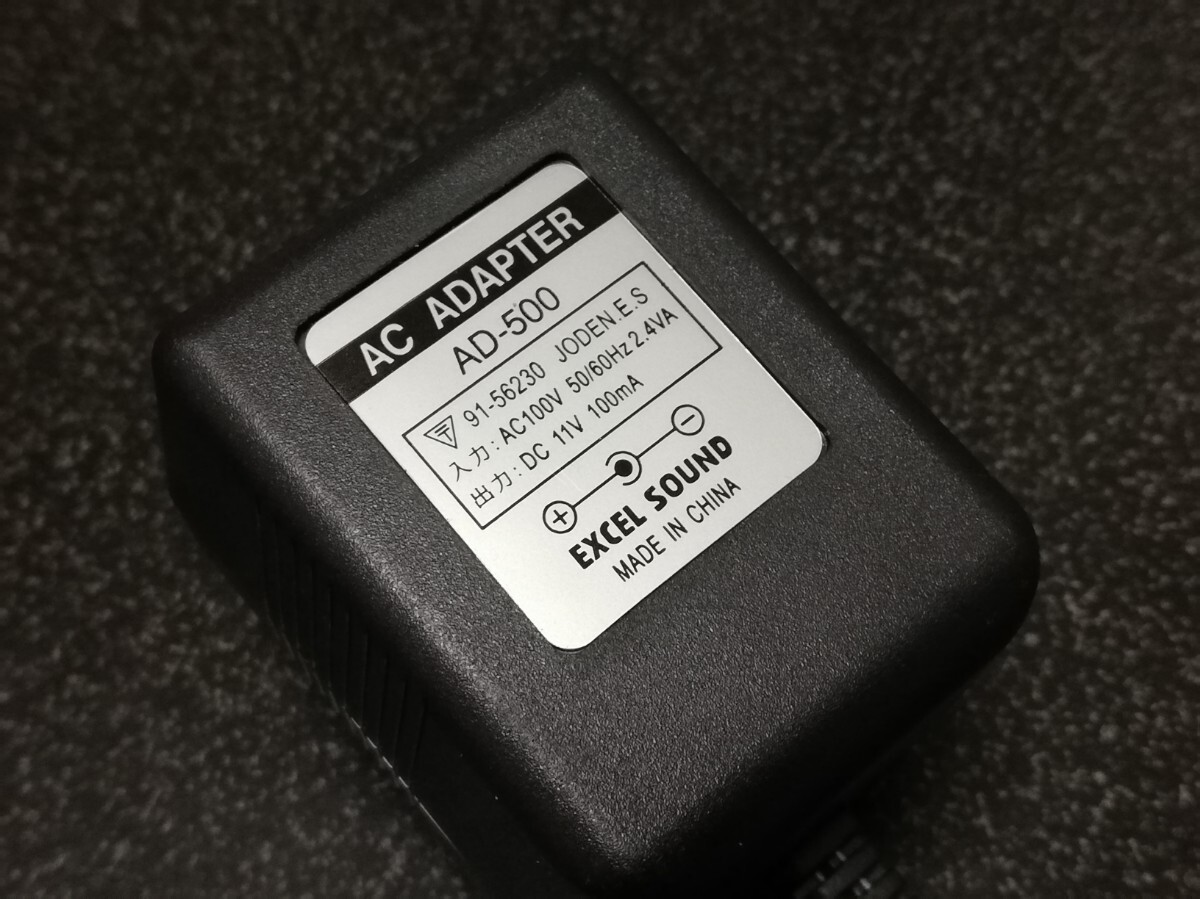 AC ADAPTER
AD-500
91-56230 JODEN.E.S
入力: AC100V 50/60Hz 2.4VA
出力: DC 11V 100mA
EXCEL SOUND
MADE IN CHINA